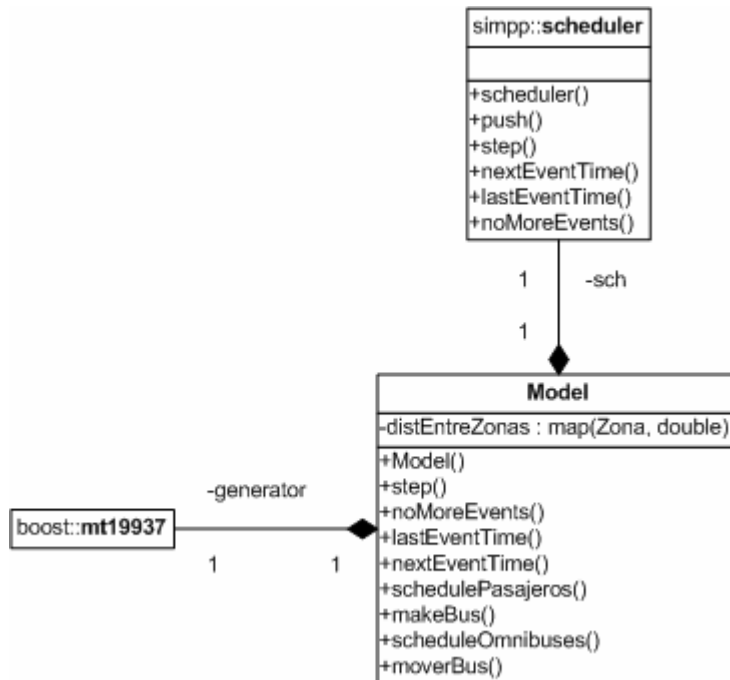 simpp::scheduler
+scheduler()
+push()
+step()
+nextEventTime()
+lastEventTime()
+noMoreEvents()
1 -sch
1
Model
-distEntreZonas : map(Zona, double)
+Model()
+step()
+noMoreEvents()
+lastEventTime()
+nextEventTime()
+schedulePasajeros()
+makeBus()
+scheduleOmnibuses()
+moverBus()
-generator
boost::mt19937
1 1